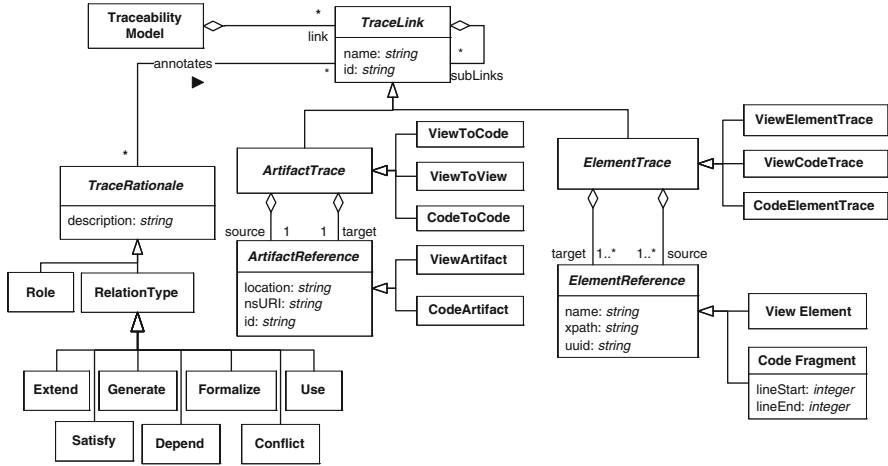 Traceability
Model
*
link
TraceLink
name: string
id: string
*
subLinks
annotates
*
*
TraceRationale
description: string
Role
RelationType
Extend
Generate
Formalize
Use
Satisfy
Depend
Conflict
ArtifactTrace
ViewToCode
ViewToView
CodeToCode
source
1
1
target
ArtifactReference
location: string
nsURI: string
id: string
ViewArtifact
CodeArtifact
ElementTrace
ViewElementTrace
ViewCodeTrace
CodeElementTrace
target
1..*
1..*
source
ElementReference
name: string
xpath: string
uuid: string
View Element
Code Fragment
lineStart: integer
lineEnd: integer